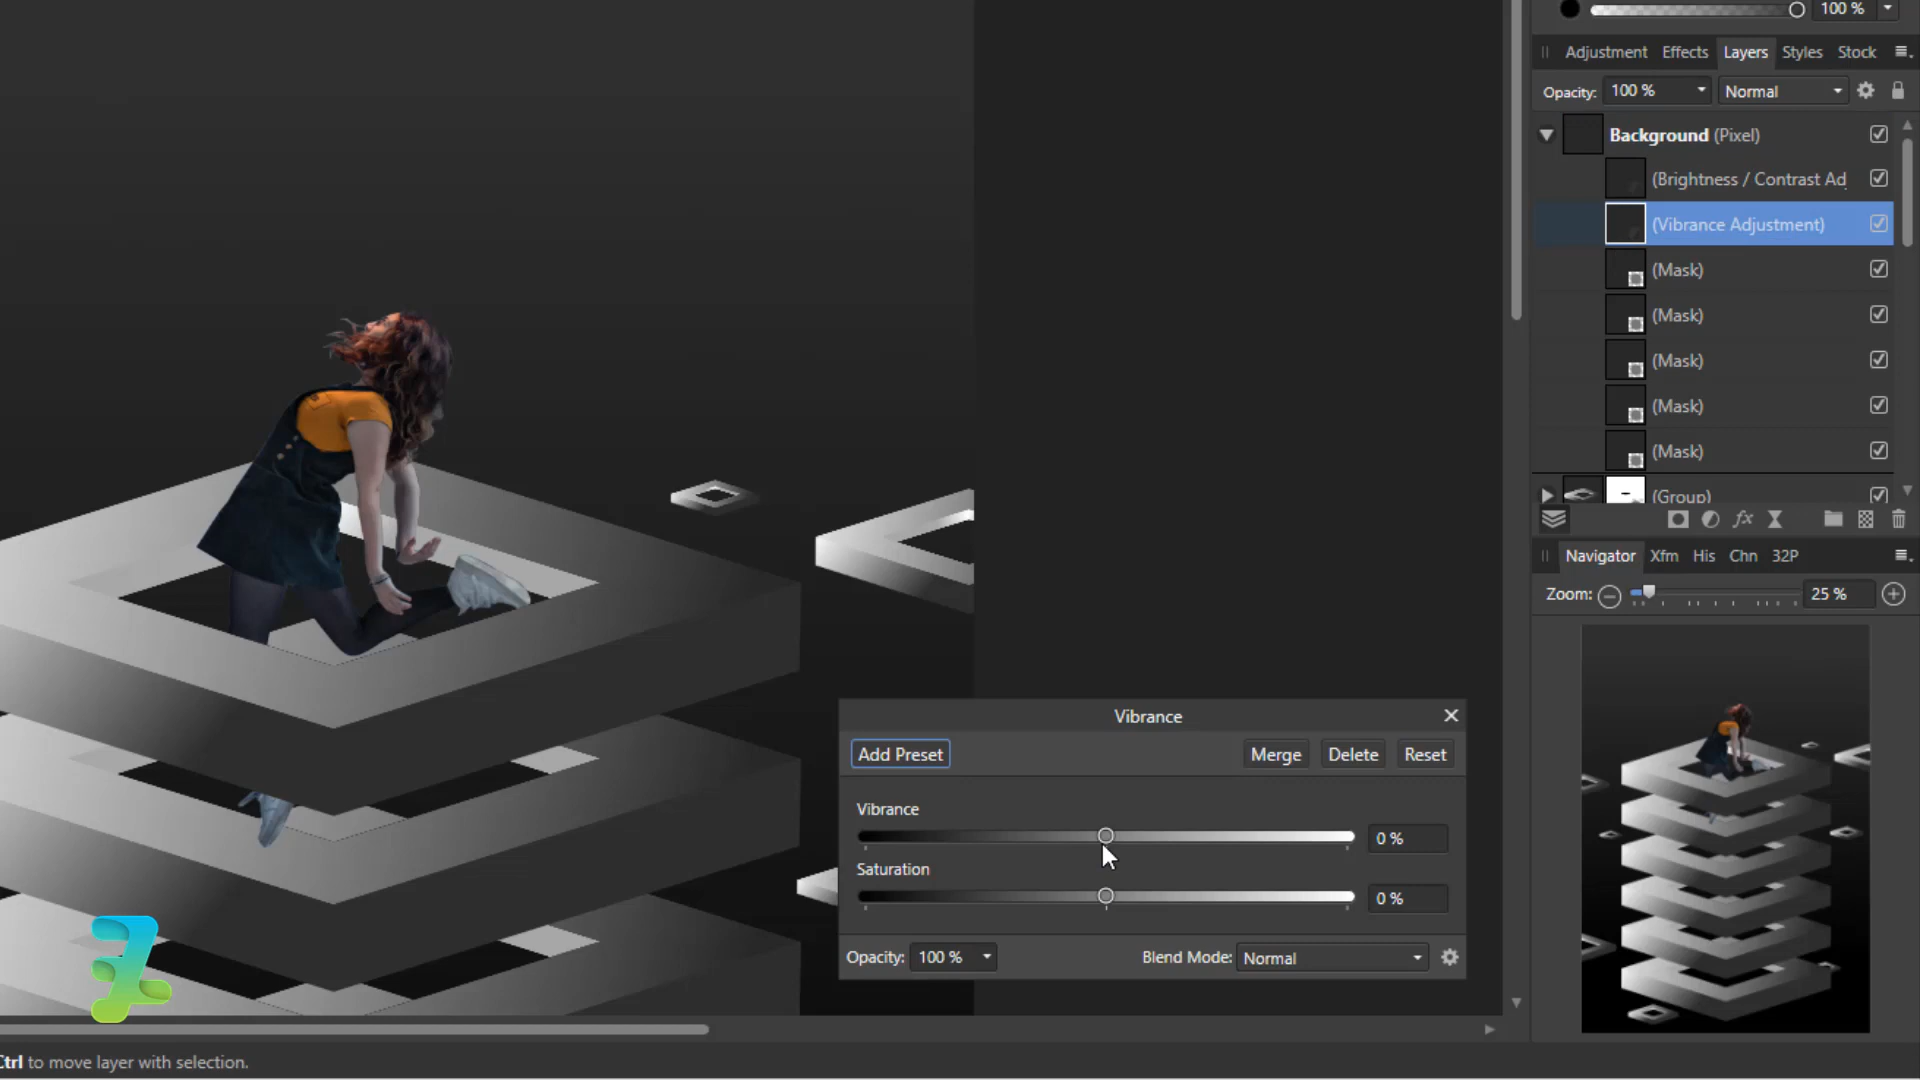 100 %
Adjustment Effects Layers Styles Stock
Opacity: 100 % Normal
Background (Pixel)
(Brightness / Contrast Ad
(Vibrance Adjustment)
(Mask)
(Mask)
(Mask)
(Mask)
(Mask)
(Group)
fx
Navigator Xfm His Chn 32P
Zoom: 25 %
Vibrance
Add Preset Merge Delete Reset
Vibrance
0 %
Saturation
0 %
Opacity: 100 % Blend Mode: Normal
Ctrl to move layer with selection.